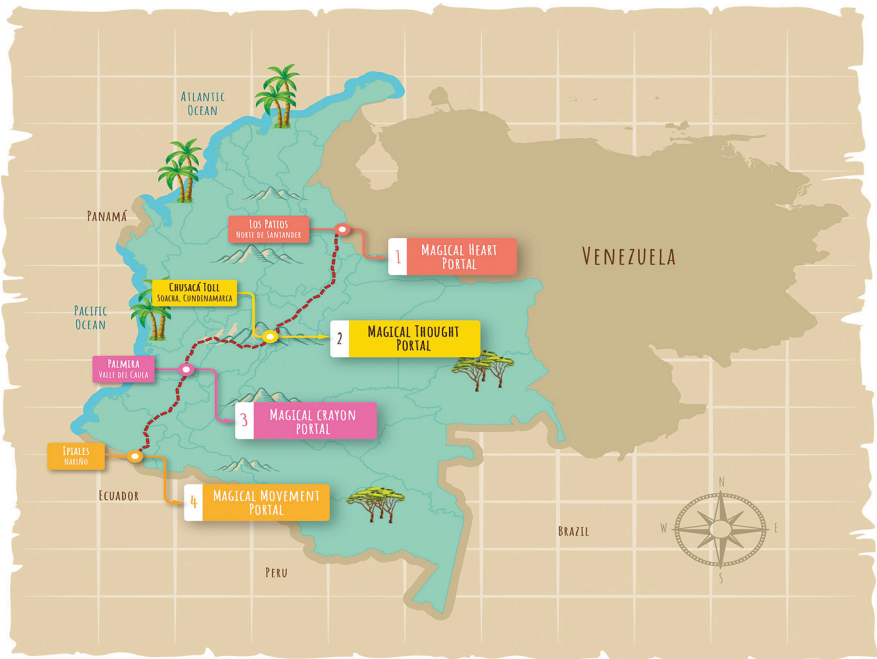 Atlantic
Ocean
Panamá
Los Patios
Norte de Santander
1
Magical Heart
Portal
Venezuela
Chusacá Toll
Soacha, Cundinamarca
Pacific
Ocean
2
Magical Thought
Portal
Palmira
Valle del Cauca
3
Magical crayon
portal
Ipiales
Nariño
Ecuador
4
Magical Movement
Portal
Peru
Brazil
N
W
E
S